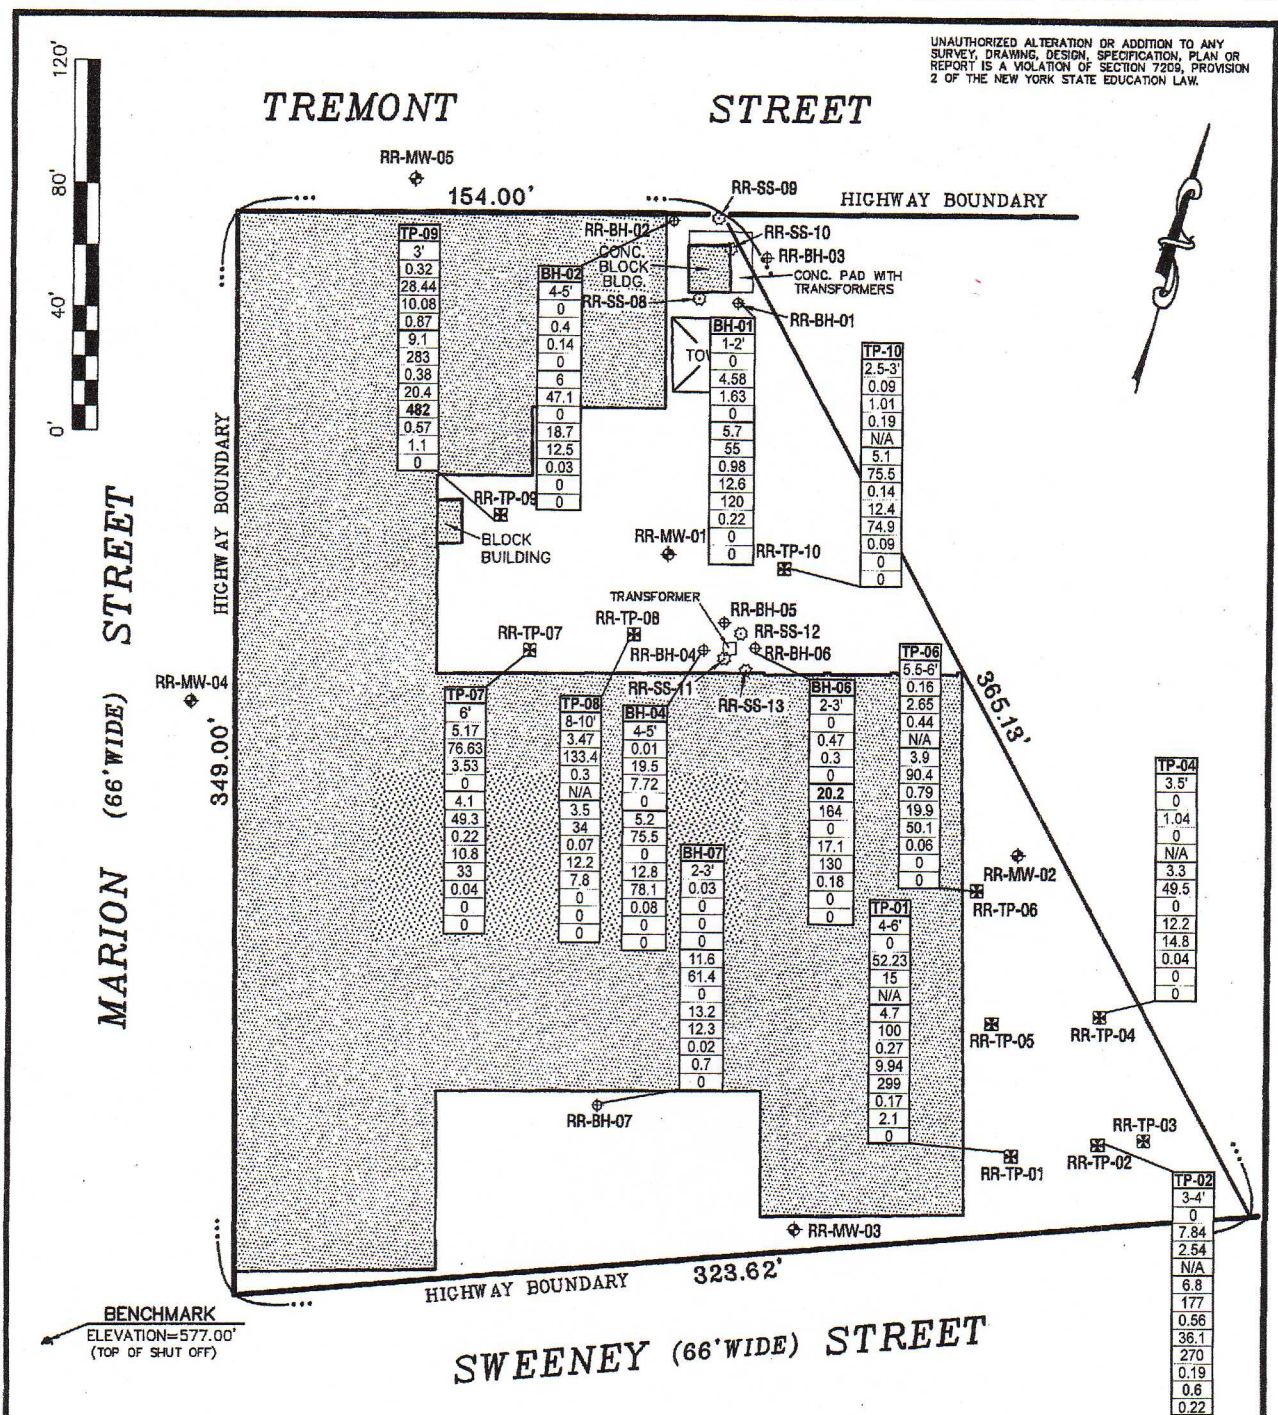 UNAUTHORIZED ALTERATION OR ADDITION TO ANY
SURVEY, DRAWING, DESIGN, SPECIFICATION, PLAN OR
REPORT IS A VIOLATION OF SECTION 7209, PROVISION
2 OF THE NEW YORK STATE EDUCATION LAW.
120'
80'
40'
0'
TREMONT STREET
RR-MW-05
154.00'
RR-SS-09
HIGHWAY BOUNDARY
RR-BH-02
RR-SS-10
RR-BH-03
CONC.
BLOCK
BLDG.
CONC. PAD WITH
TRANSFORMERS
RR-SS-08
RR-BH-01
TP-09
3'
0.32
28.44
10.08
0.87
9.1
283
0.38
20.4
482
0.57
1.1
0
BH-02
4-5'
0
0.4
0.14
0
6
47.1
0
18.7
12.5
0.03
0
0
BH-01
1-2'
0
4.58
1.63
0
5.7
55
0.98
12.6
120
0.22
0
0
TP-10
2.5-3'
0.09
1.01
0.19
N/A
5.1
75.5
0.14
12.4
74.9
0.09
0
0
HIGHWAY BOUNDARY
RR-TP-09
BLOCK
BUILDING
RR-MW-01
RR-TP-10
TRANSFORMER
RR-BH-05
RR-TP-08
RR-SS-12
RR-TP-07
RR-BH-04
RR-BH-06
RR-SS-11
RR-SS-13
RR-MW-04
349.00'
MARION (66'WIDE) STREET
365.13'
TP-07
6'
5.17
76.63
3.53
0
4.1
49.3
0.22
10.8
33
0.04
0
0
TP-08
8-10'
3.47
133.4
0.3
N/A
3.5
34
0.07
12.2
7.8
0
0
0
BH-04
4-5'
0.01
19.5
7.72
0
5.2
75.5
0
12.8
78.1
0.08
0
0
BH-07
2-3'
0.03
0
0
0
11.6
61.4
0
13.2
12.3
0.02
0.7
0
BH-06
2-3'
0
0.47
0.3
0
20.2
164
0
17.1
130
0.18
0
0
TP-06
5.5-6'
0.16
2.65
0.44
N/A
3.9
90.4
0.79
19.9
50.1
0.06
0
0
TP-01
4-6'
0
52.23
15
N/A
4.7
100
0.27
9.94
299
0.17
2.1
0
TP-04
3.5'
0
1.04
0
N/A
3.3
49.5
0
12.2
14.8
0.04
0
0
RR-MW-02
RR-TP-06
RR-TP-05
RR-TP-04
RR-BH-07
RR-TP-03
RR-TP-02
RR-TP-01
TP-02
3-4'
0
7.84
2.54
N/A
6.8
177
0.56
36.1
270
0.19
0.6
0.22
RR-MW-03
323.62'
HIGHWAY BOUNDARY
BENCHMARK
ELEVATION=577.00'
(TOP OF SHUT OFF)
SWEENEY (66'WIDE) STREET